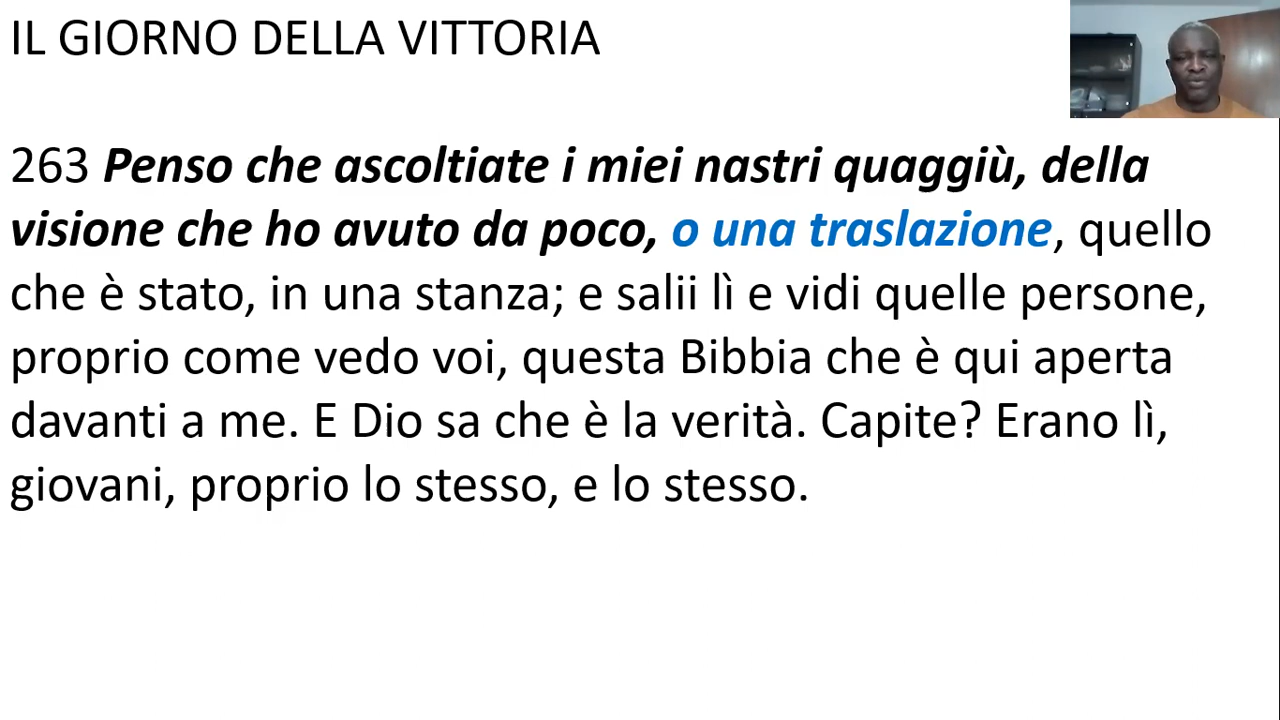 IL GIORNO DELLA VITTORIA
263 Penso che ascoltiate i miei nastri quaggiù, della
visione che ho avuto da poco, o una traslazione, quello
che è stato, in una stanza; e salii lì e vidi quelle persone,
proprio come vedo voi, questa Bibbia che è qui aperta
davanti a me. E Dio sa che è la verità. Capite? Erano lì,
giovani, proprio lo stesso, e lo stesso.